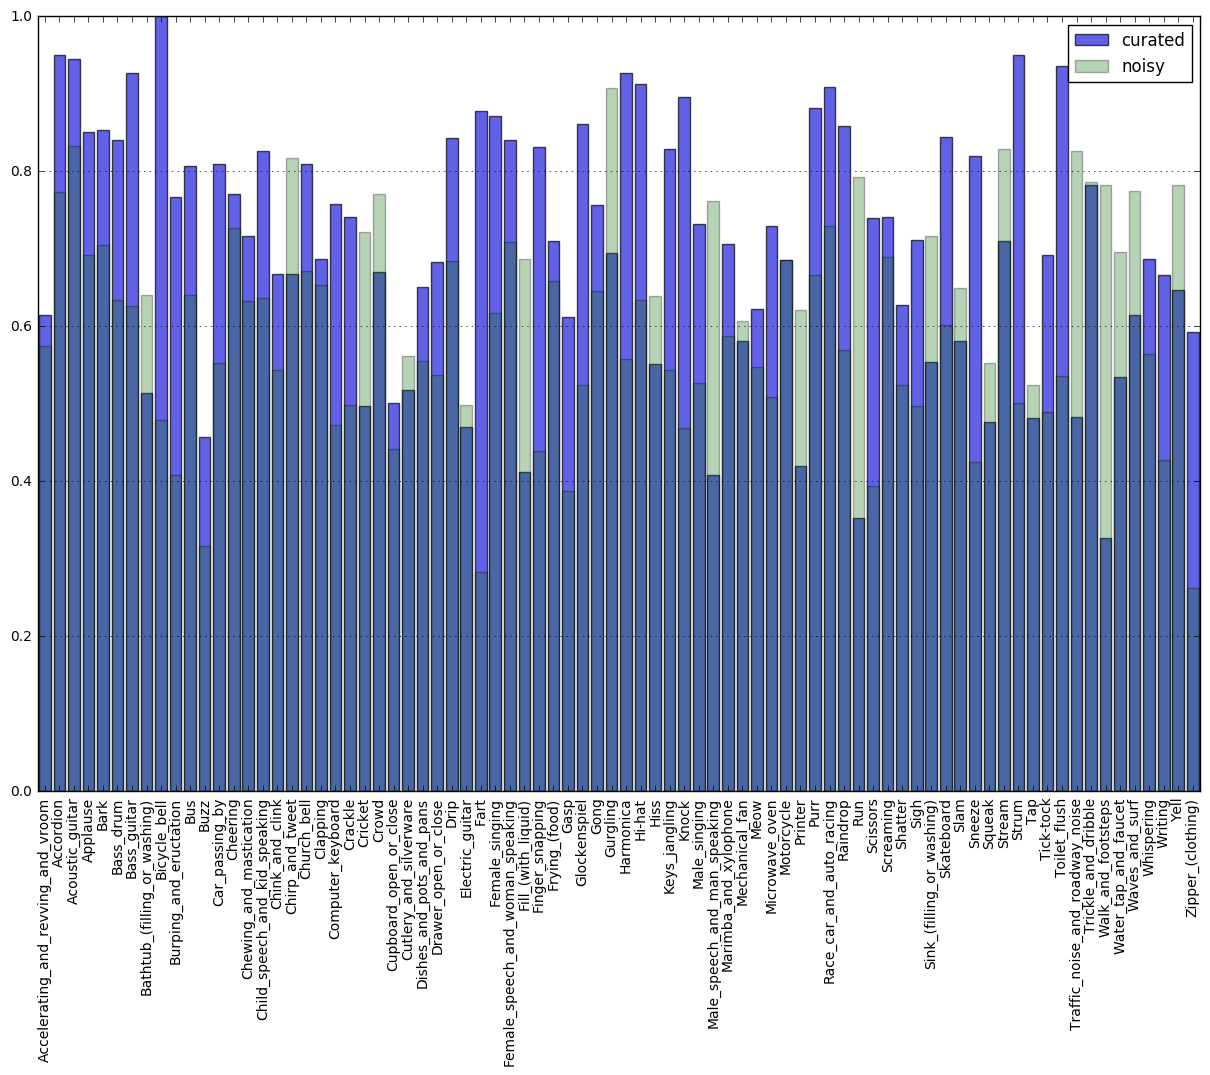 1.0
0.8
0.6
0.4
0.2
0.0
curated
noisy
Accelerating_and_revving_and_vroom
Accordion
Acoustic_guitar
Applause
Bark
Bass_drum
Bass_guitar
Bathtub_(filling_or_washing)
Bicycle_bell
Burping_and_eructation
Bus
Buzz
Car_passing_by
Cheering
Chewing_and_mastication
Child_speech_and_kid_speaking
Chink_and_clink
Chirp_and_tweet
Church_bell
Clapping
Computer_keyboard
Crackle
Cricket
Crowd
Cupboard_open_or_close
Cutlery_and_silverware
Dishes_and_pots_and_pans
Drawer_open_or_close
Drip
Electric_guitar
Fart
Female_singing
Female_speech_and_woman_speaking
Fill_(with_liquid)
Finger_snapping
Frying_(food)
Gasp
Glockenspiel
Gong
Gurgling
Harmonica
Hi-hat
Hiss
Keys_jangling
Knock
Male_singing
Male_speech_and_man_speaking
Marimba_and_xylophone
Mechanical_fan
Meow
Microwave_oven
Motorcycle
Printer
Purr
Race_car_and_auto_racing
Raindrop
Run
Scissors
Screaming
Shatter
Sigh
Sink_(filling_or_washing)
Skateboard
Slam
Sneeze
Squeak
Stream
Strum
Tap
Tick-tock
Toilet_flush
Traffic_noise_and_roadway_noise
Trickle_and_dribble
Walk_and_footsteps
Water_tap_and_faucet
Waves_and_surf
Whispering
Writing
Yell
Zipper_(clothing)